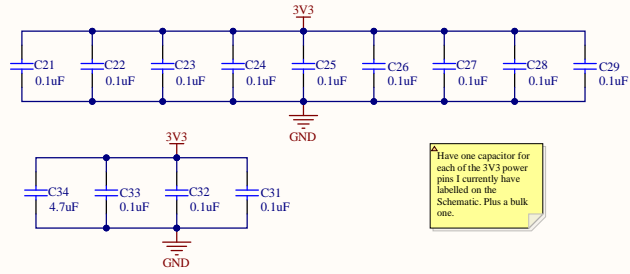 3V3
C21 C22 C23 C24 C25 C26 C27 C28 C29
0.1uF 0.1uF 0.1uF 0.1uF 0.1uF 0.1uF 0.1uF 0.1uF 0.1uF
GND
3V3
C34 C33 C32 C31
4.7uF 0.1uF 0.1uF 0.1uF
GND
Have one capacitor for
each of the 3V3 power
pins I currently have
labelled on the
Schematic. Plus a bulk
one.